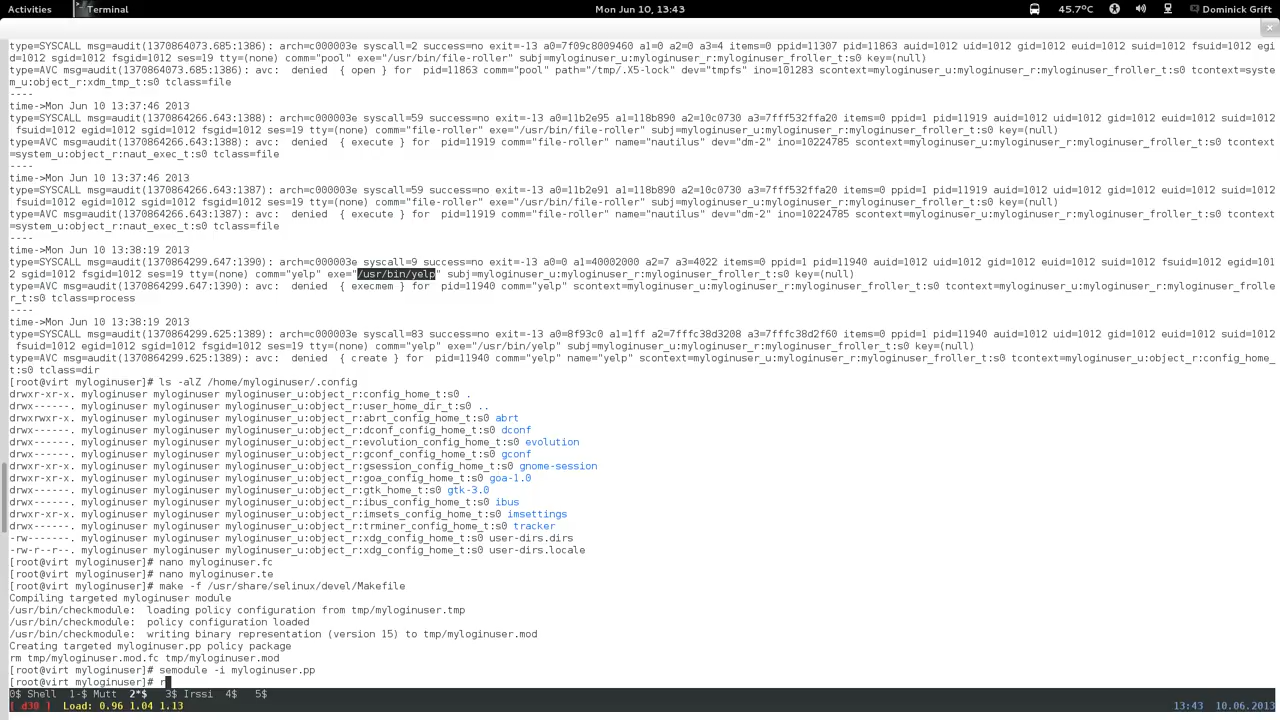 Activities Terminal Mon Jun 10, 13:43 45.7°C Dominick Grift
type=SYSCALL msg=audit(1370864073.685:1386): arch=c000003e syscall=2 success=no exit=-13 a0=7f09c8009460 a1=0 a2=0 a3=4 items=0 ppid=11307 pid=11863 auid=1012 uid=1012 gid=1012 euid=1012 suid=1012 fsuid=1012 egi
d=1012 sgid=1012 fsgid=1012 ses=19 tty=(none) comm="pool" exe="/usr/bin/file-roller" subj=myloginuser_u:myloginuser_r:myloginuser_froller_t:s0 key=(null)
type=AVC msg=audit(1370864073.685:1386): avc:  denied  { open } for  pid=11863 comm="pool" path="/tmp/.X5-lock" dev="tmpfs" ino=101283 scontext=myloginuser_u:myloginuser_r:myloginuser_froller_t:s0 tcontext=syste
m_u:object_r:xdm_tmp_t:s0 tclass=file
----
time->Mon Jun 10 13:37:46 2013
type=SYSCALL msg=audit(1370864266.643:1388): arch=c000003e syscall=59 success=no exit=-13 a0=11b2e95 a1=118b890 a2=10c0730 a3=7fff532ffa20 items=0 ppid=1 pid=11919 auid=1012 uid=1012 gid=1012 euid=1012 suid=1012
fsuid=1012 egid=1012 sgid=1012 fsgid=1012 ses=19 tty=(none) comm="file-roller" exe="/usr/bin/file-roller" subj=myloginuser_u:myloginuser_r:myloginuser_froller_t:s0 key=(null)
type=AVC msg=audit(1370864266.643:1388): avc:  denied  { execute } for  pid=11919 comm="file-roller" name="nautilus" dev="dm-2" ino=10224785 scontext=myloginuser_u:myloginuser_r:myloginuser_froller_t:s0 tcontext
=system_u:object_r:naut_exec_t:s0 tclass=file
----
time->Mon Jun 10 13:37:46 2013
type=SYSCALL msg=audit(1370864266.643:1387): arch=c000003e syscall=59 success=no exit=-13 a0=11b2e91 a1=118b890 a2=10c0730 a3=7fff532ffa20 items=0 ppid=1 pid=11919 auid=1012 uid=1012 gid=1012 euid=1012 suid=1012
fsuid=1012 egid=1012 sgid=1012 fsgid=1012 ses=19 tty=(none) comm="file-roller" exe="/usr/bin/file-roller" subj=myloginuser_u:myloginuser_r:myloginuser_froller_t:s0 key=(null)
type=AVC msg=audit(1370864266.643:1387): avc:  denied  { execute } for  pid=11919 comm="file-roller" name="nautilus" dev="dm-2" ino=10224785 scontext=myloginuser_u:myloginuser_r:myloginuser_froller_t:s0 tcontext
=system_u:object_r:naut_exec_t:s0 tclass=file
----
time->Mon Jun 10 13:38:19 2013
type=SYSCALL msg=audit(1370864299.647:1390): arch=c000003e syscall=9 success=no exit=-13 a0=0 a1=40002000 a2=7 a3=4022 items=0 ppid=1 pid=11940 auid=1012 uid=1012 gid=1012 euid=1012 suid=1012 fsuid=1012 egid=101
2 sgid=1012 fsgid=1012 ses=19 tty=(none) comm="yelp" exe="/usr/bin/yelp" subj=myloginuser_u:myloginuser_r:myloginuser_froller_t:s0 key=(null)
type=AVC msg=audit(1370864299.647:1390): avc:  denied  { execmem } for  pid=11940 comm="yelp" scontext=myloginuser_u:myloginuser_r:myloginuser_froller_t:s0 tcontext=myloginuser_u:myloginuser_r:myloginuser_frolle
r_t:s0 tclass=process
----
time->Mon Jun 10 13:38:19 2013
type=SYSCALL msg=audit(1370864299.625:1389): arch=c000003e syscall=83 success=no exit=-13 a0=8f93c0 a1=1ff a2=7fffc38d3208 a3=7fffc38d2f60 items=0 ppid=1 pid=11940 auid=1012 uid=1012 gid=1012 euid=1012 suid=1012
fsuid=1012 egid=1012 sgid=1012 fsgid=1012 ses=19 tty=(none) comm="yelp" exe="/usr/bin/yelp" subj=myloginuser_u:myloginuser_r:myloginuser_froller_t:s0 key=(null)
type=AVC msg=audit(1370864299.625:1389): avc:  denied  { create } for  pid=11940 comm="yelp" name="yelp" scontext=myloginuser_u:myloginuser_r:myloginuser_froller_t:s0 tcontext=myloginuser_u:object_r:config_home_
t:s0 tclass=dir
[root@virt myloginuser]# ls -alZ /home/myloginuser/.config
drwxr-xr-x. myloginuser myloginuser myloginuser_u:object_r:config_home_t:s0 .
drwx------. myloginuser myloginuser myloginuser_u:object_r:user_home_dir_t:s0 ..
drwxrwxr-x. myloginuser myloginuser myloginuser_u:object_r:abrt_config_home_t:s0 abrt
drwx------. myloginuser myloginuser myloginuser_u:object_r:dconf_config_home_t:s0 dconf
drwx------. myloginuser myloginuser myloginuser_u:object_r:evolution_config_home_t:s0 evolution
drwx------. myloginuser myloginuser myloginuser_u:object_r:gconf_config_home_t:s0 gconf
drwxr-xr-x. myloginuser myloginuser myloginuser_u:object_r:gsession_config_home_t:s0 gnome-session
drwxr-xr-x. myloginuser myloginuser myloginuser_u:object_r:goa_config_home_t:s0 goa-1.0
drwx------. myloginuser myloginuser myloginuser_u:object_r:gtk_home_t:s0 gtk-3.0
drwx------. myloginuser myloginuser myloginuser_u:object_r:ibus_config_home_t:s0 ibus
drwxr-xr-x. myloginuser myloginuser myloginuser_u:object_r:imsets_config_home_t:s0 imsettings
drwx------. myloginuser myloginuser myloginuser_u:object_r:trminer_config_home_t:s0 tracker
-rw-------. myloginuser myloginuser myloginuser_u:object_r:xdg_config_home_t:s0 user-dirs.dirs
-rw-r--r--. myloginuser myloginuser myloginuser_u:object_r:xdg_config_home_t:s0 user-dirs.locale
[root@virt myloginuser]# nano myloginuser.fc
[root@virt myloginuser]# nano myloginuser.te
[root@virt myloginuser]# make -f /usr/share/selinux/devel/Makefile
Compiling targeted myloginuser module
/usr/bin/checkmodule:  loading policy configuration from tmp/myloginuser.tmp
/usr/bin/checkmodule:  policy configuration loaded
/usr/bin/checkmodule:  writing binary representation (version 15) to tmp/myloginuser.mod
Creating targeted myloginuser.pp policy package
rm tmp/myloginuser.mod.fc tmp/myloginuser.mod
[root@virt myloginuser]# semodule -i myloginuser.pp
[root@virt myloginuser]# r
0$ Shell  1-$ Mutt  2*$  3$ Irssi  4$  5$
[ d30 ] Load: 0.96 1.04 1.13 13:43 10.06.2013